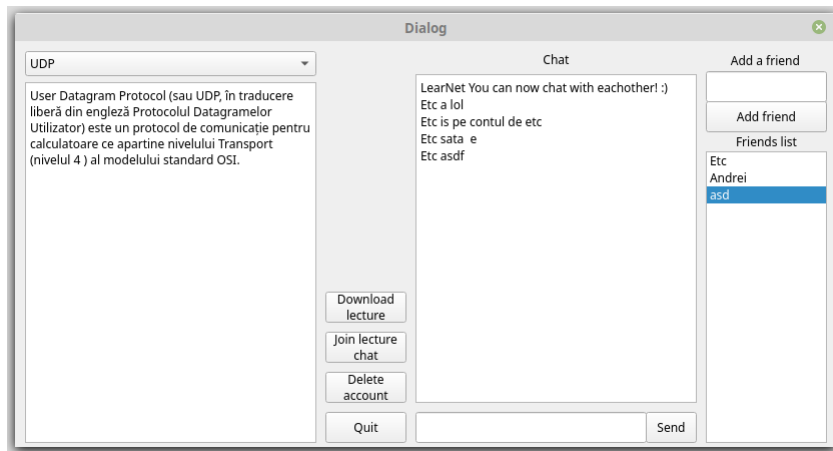 Dialog
UDP
User Datagram Protocol (sau UDP, în traducere
liberă din engleză Protocolul Datagramelor
Utilizator) este un protocol de comunicație pentru
calculatoare ce apartine nivelului Transport
(nivelul 4 ) al modelului standard OSI.
Download
lecture
Join lecture
chat
Delete
account
Quit
Chat
LearNet You can now chat with eachother! :)
Etc a lol
Etc is pe contul de etc
Etc sata  e
Etc asdf
Send
Add a friend
Add friend
Friends list
Etc
Andrei
asd